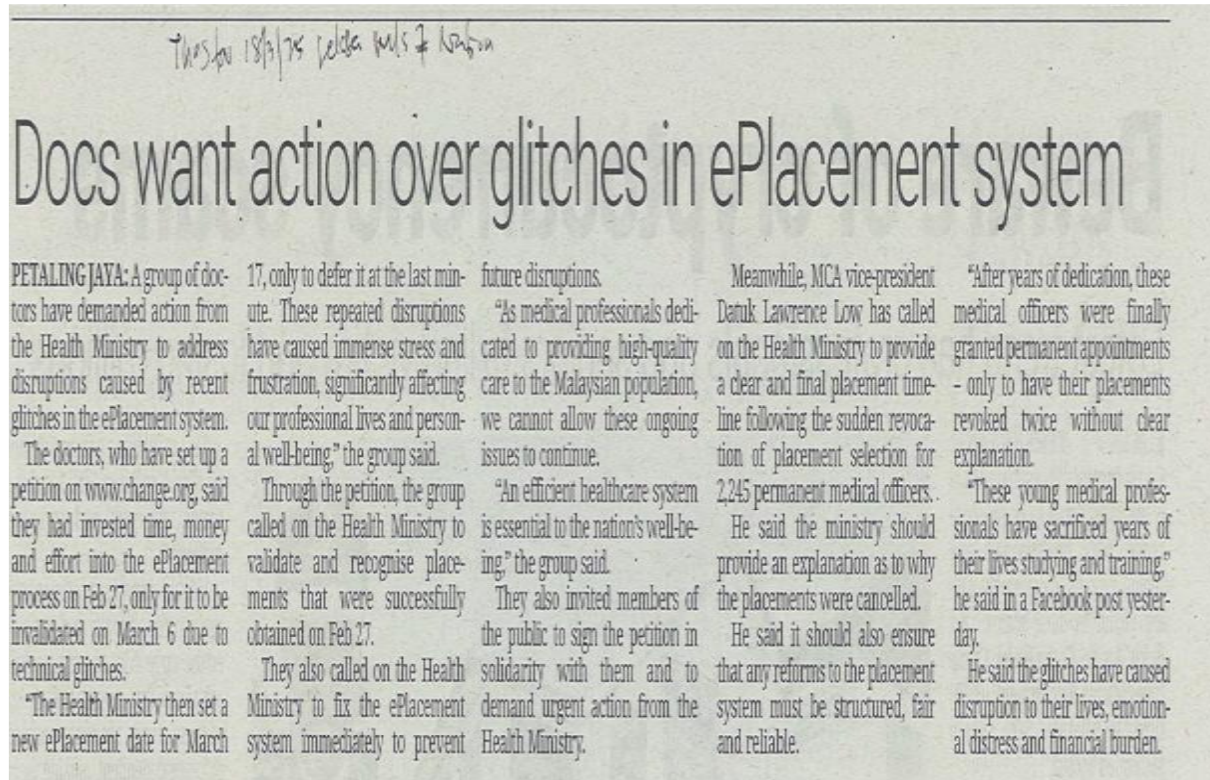 18/3/25
Docs want action over glitches in ePlacement system
PETALING JAYA: A group of doc-
tors have demanded action from
the Health Ministry to address
disruptions caused by recent
glitches in the ePlacement system.
The doctors, who have set up a
petition on www.change.org, said
they had invested time, money
and effort into the ePlacement
process on Feb 27, only for it to be
invalidated on March 6 due to
technical glitches.
"The Health Ministry then set a
new ePlacement date for March
17, only to defer it at the last min-
ute. These repeated disruptions
have caused immense stress and
frustration, significantly affecting
our professional lives and person-
al well-being," the group said.
Through the petition, the group
called on the Health Ministry to
validate and recognise place-
ments that were successfully
obtained on Feb 27.
They also called on the Health
Ministry to fix the ePlacement
system immediately to prevent
future disruptions.
"As medical professionals dedi-
cated to providing high-quality
care to the Malaysian population,
we cannot allow these ongoing
issues to continue.
"An efficient healthcare system
is essential to the nation's well-be-
ing," the group said.
They also invited members of
the public to sign the petition in
solidarity with them and to
demand urgent action from the
Health Ministry.
Meanwhile, MCA vice-president
Datuk Lawrence Low has called
on the Health Ministry to provide
a clear and final placement time-
line following the sudden revoca-
tion of placement selection for
2,245 permanent medical officers.
He said the ministry should
provide an explanation as to why
the placements were cancelled.
He said it should also ensure
that any reforms to the placement
system must be structured, fair
and reliable.
"After years of dedication, these
medical officers were finally
granted permanent appointments
– only to have their placements
revoked twice without clear
explanation.
"These young medical profes-
sionals have sacrificed years of
their lives studying and training,"
he said in a Facebook post yester-
day.
He said the glitches have caused
disruption to their lives, emotion-
al distress and financial burden.